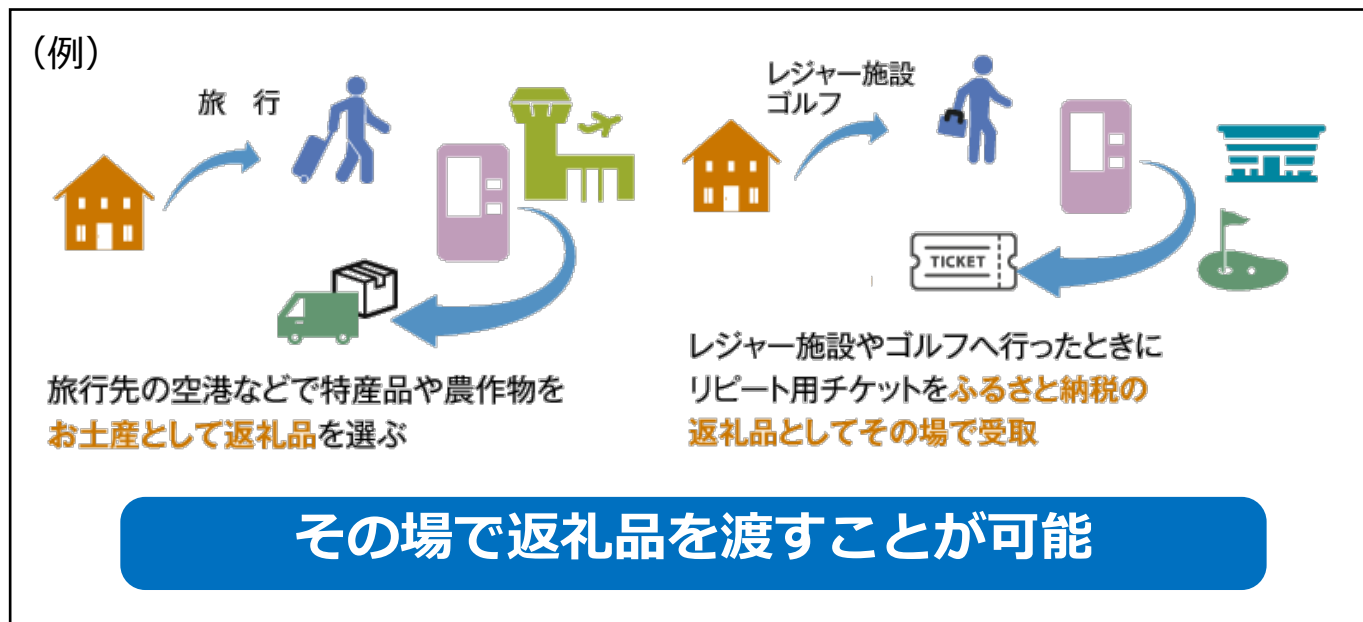 （例）
旅　行
旅行先の空港などで特産品や農作物を
お土産として返礼品を選ぶ
レジャー施設
ゴルフ
TICKET
レジャー施設やゴルフへ行ったときに
リピート用チケットをふるさと納税の
返礼品としてその場で受取
その場で返礼品を渡すことが可能